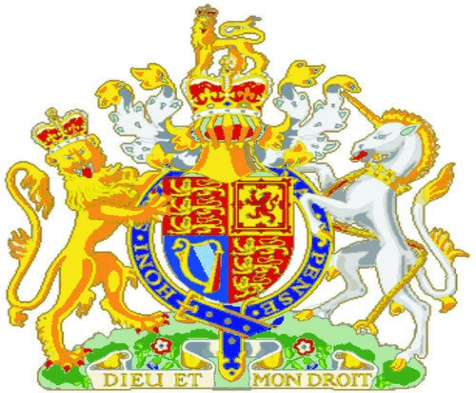 HONI
PENSE
DIEU ET MON DROIT